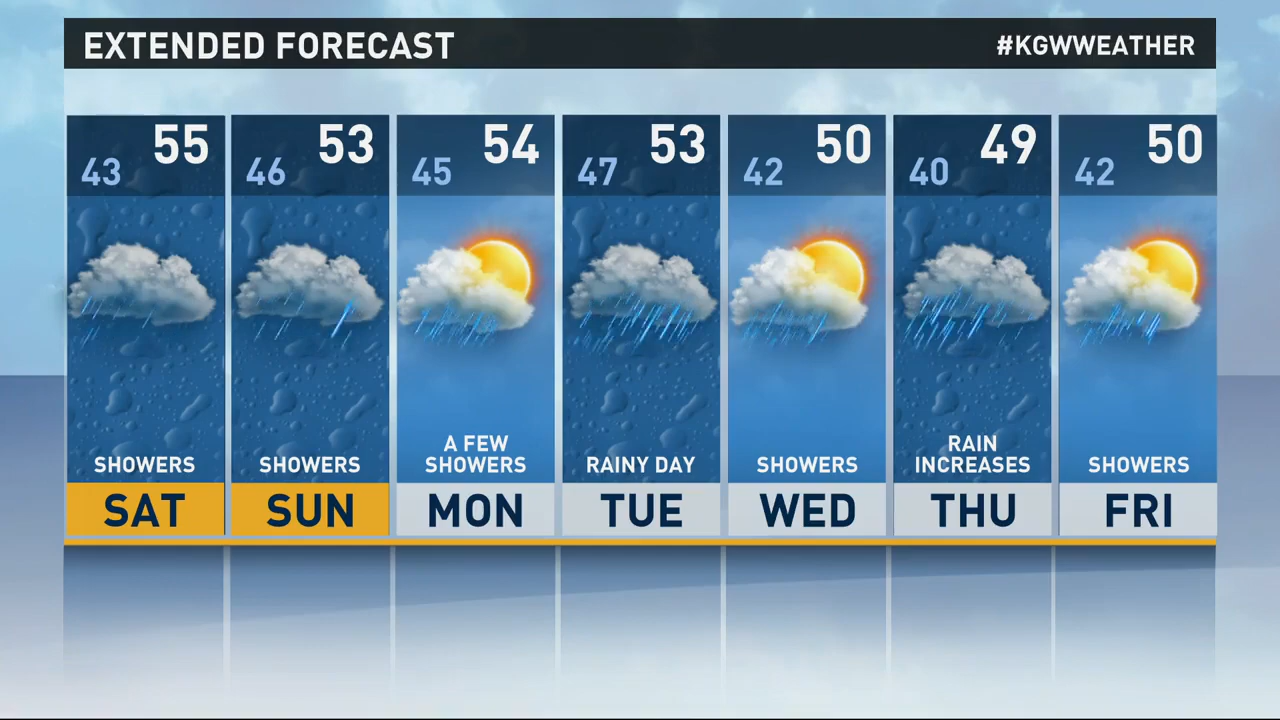 EXTENDED FORECAST
#KGWWEATHER
43 55
46 53
45 54
47 53
42 50
40 49
42 50
SHOWERS
SHOWERS
A FEW
SHOWERS
RAINY DAY
SHOWERS
RAIN
INCREASES
SHOWERS
SAT
SUN
MON
TUE
WED
THU
FRI